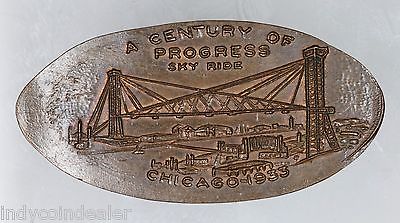 A CENTURY OF
PROGRESS
SKY RIDE
CHICAGO-1933
indycoindealer